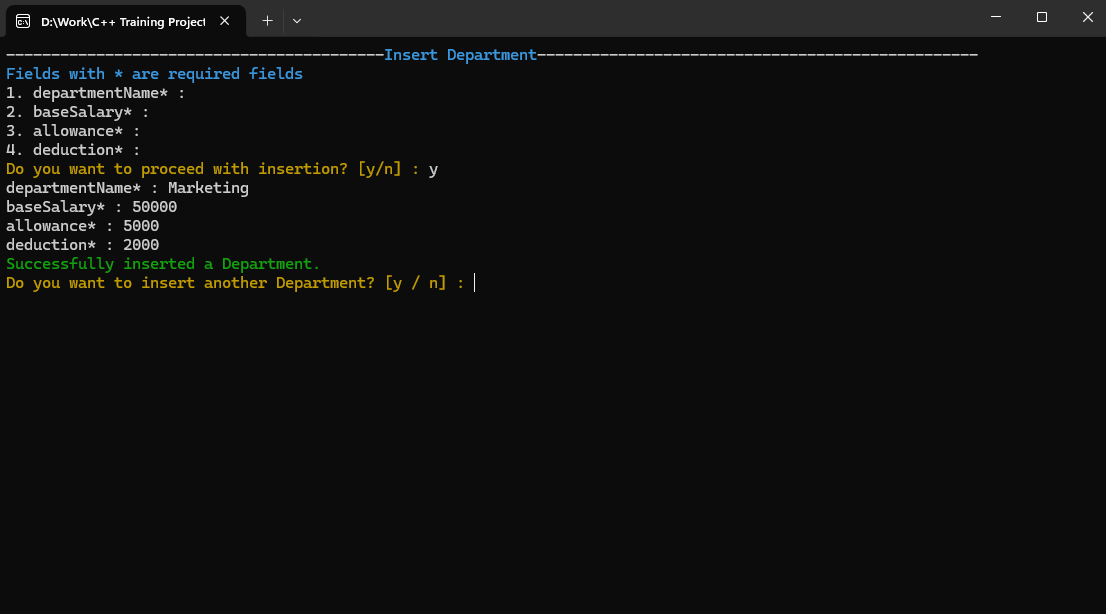 D:\Work\C++ Training Project
------------------------------------------Insert Department-------------------------------------------------
Fields with * are required fields
1. departmentName* :
2. baseSalary* :
3. allowance* :
4. deduction* :
Do you want to proceed with insertion? [y/n] : y
departmentName* : Marketing
baseSalary* : 50000
allowance* : 5000
deduction* : 2000
Successfully inserted a Department.
Do you want to insert another Department? [y / n] :